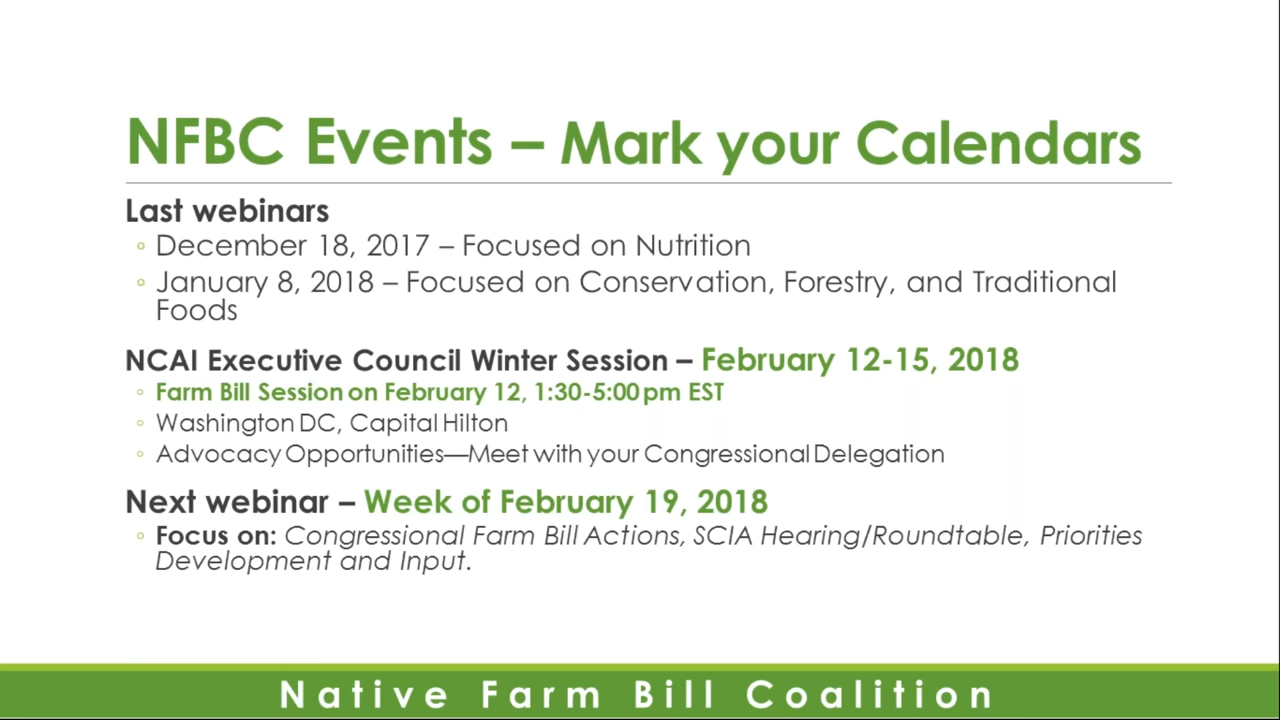 NFBC Events – Mark your Calendars
Last webinars
◦ December 18, 2017 – Focused on Nutrition
◦ January 8, 2018 – Focused on Conservation, Forestry, and Traditional
Foods
NCAI Executive Council Winter Session – February 12-15, 2018
◦ Farm Bill Session on February 12, 1:30-5:00pm EST
◦ Washington DC, Capital Hilton
◦ Advocacy Opportunities—Meet with your Congressional Delegation
Next webinar – Week of February 19, 2018
◦ Focus on: Congressional Farm Bill Actions, SCIA Hearing/Roundtable, Priorities
Development and Input.
Native Farm Bill Coalition